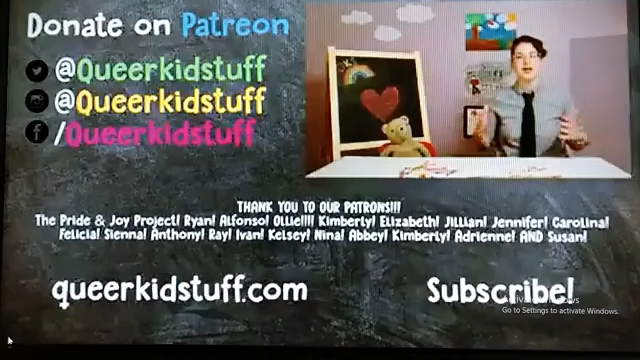 Donate on Patreon
@Queerkidstuff
@Queerkidstuff
/Queerkidstuff
THANK YOU TO OUR PATRONS!!!
The Pride & Joy Project! Ryan! Alfonso! Ollie!!!! Kimberly! Elizabeth! Jillian! Jennifer! Carolina!
Felicia! Sienna! Anthony! Ray! Ivan! Kelsey! Nina! Abbey! Kimberly! Adrienne! AND Susan!
queerkidstuff.com
Subscribe!
Activate Windows
Go to Settings to activate Windows.